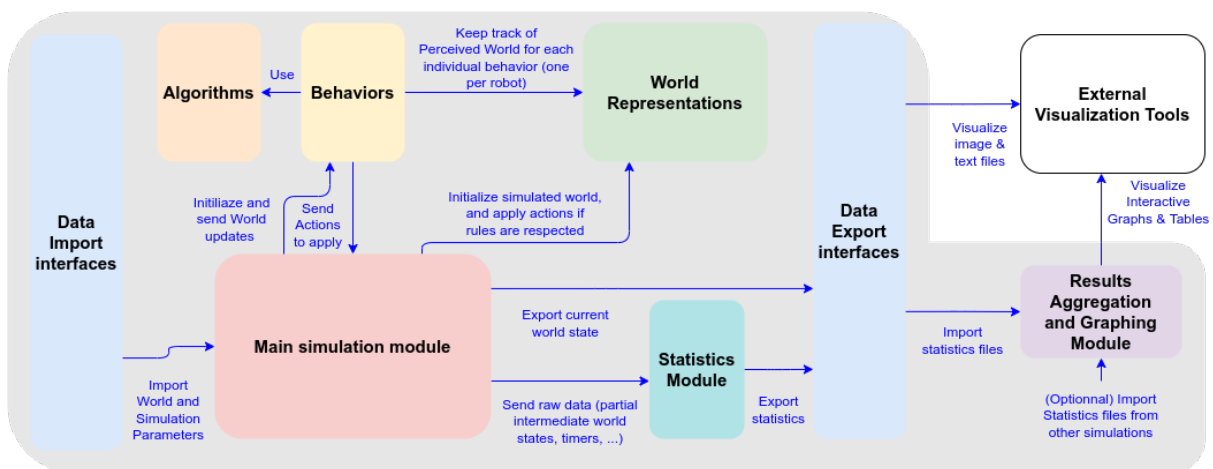 Algorithms
Use
Behaviors
Keep track of
Perceived World for each
individual behavior (one
per robot)
World
Representations
External
Visualization Tools
Visualize
image &
text files
Visualize
Interactive
Graphs & Tables
Data
Import
interfaces
Initiliaze and
send World
updates
Send
Actions
to apply
Initialize simulated world,
and apply actions if
rules are respected
Data
Export
interfaces
Main simulation module
Export current
world state
Statistics
Module
Import
statistics files
Results
Aggregation
and Graphing
Module
Import
World and
Simulation
Parameters
Send raw data (partial
intermediate world
states, timers, ...)
Export
statistics
(Optionnal) Import
Statistics files from
other simulations